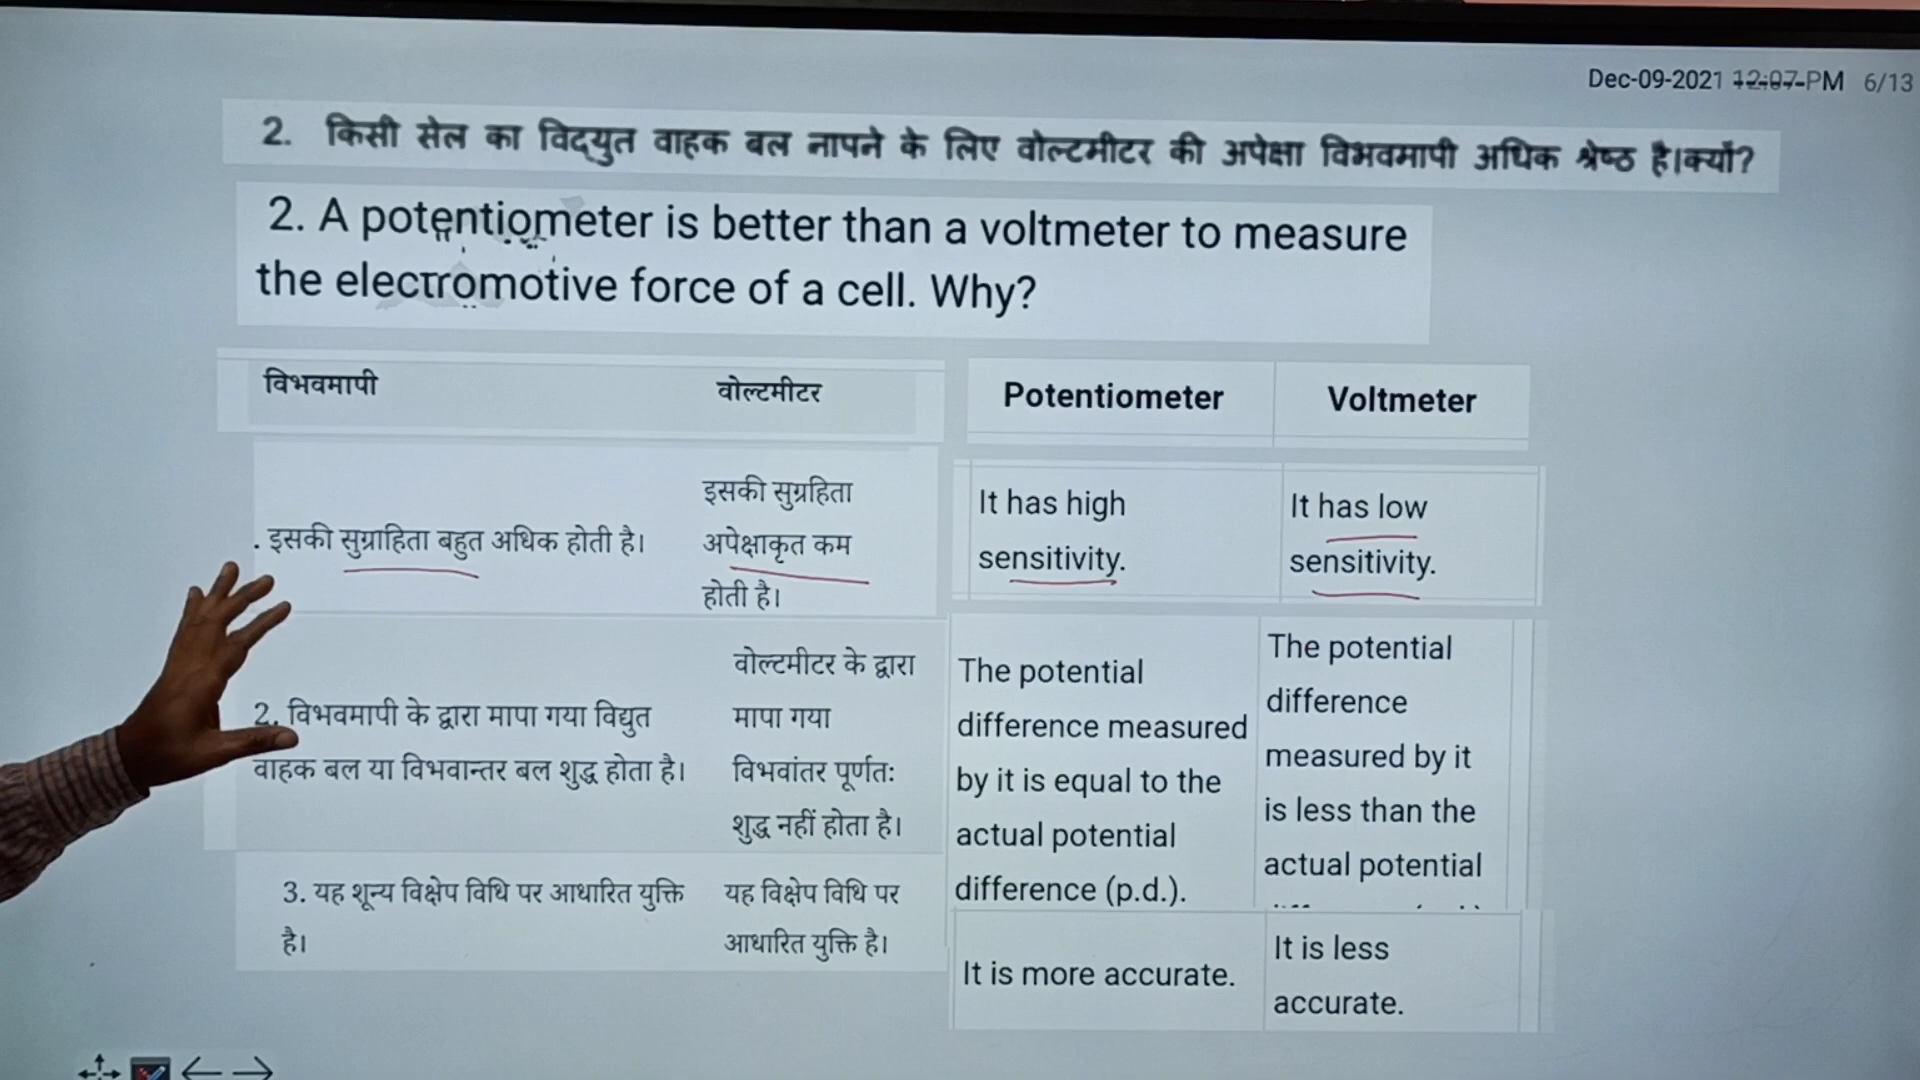 Dec-09-2021 12:07 PM 6/13
2. किसी सेल का विद्युत वाहक बल नापने के लिए वोल्टमीटर की अपेक्षा विभवमापी अधिक श्रेष्ठ है।क्यों?
2. A potentiometer is better than a voltmeter to measure
the electromotive force of a cell. Why?
विभवमापी
वोल्टमीटर
. इसकी सुग्राहिता बहुत अधिक होती है।
इसकी सुग्रहिता
अपेक्षाकृत कम
होती है।
2. विभवमापी के द्वारा मापा गया विद्युत
वाहक बल या विभवान्तर बल शुद्ध होता है।
वोल्टमीटर के द्वारा
मापा गया
विभवांतर पूर्णतः
शुद्ध नहीं होता है।
3. यह शून्य विक्षेप विधि पर आधारित युक्ति
है।
यह विक्षेप विधि पर
आधारित युक्ति है।
Potentiometer
Voltmeter
It has high
sensitivity.
It has low
sensitivity.
The potential
difference measured
by it is equal to the
actual potential
difference (p.d.).
The potential
difference
measured by it
is less than the
actual potential
It is more accurate.
It is less
accurate.